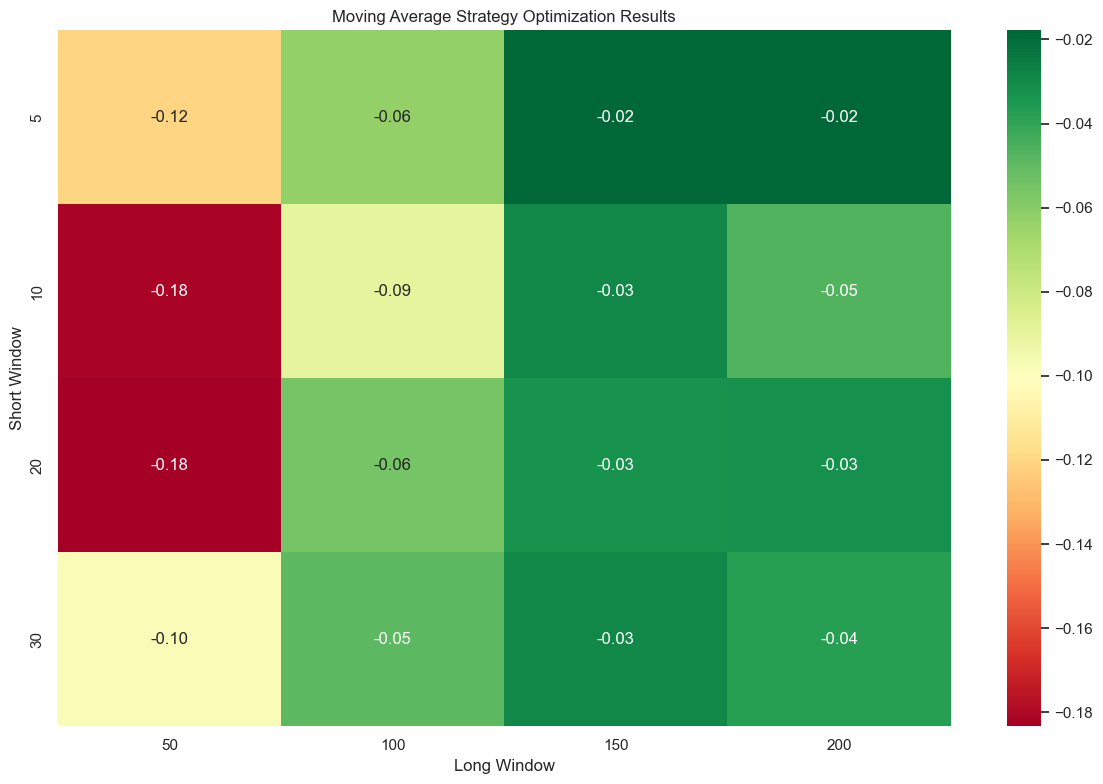 Moving Average Strategy Optimization Results
Short Window
5
-0.12 -0.06 -0.02 -0.02
10
-0.18 -0.09 -0.03 -0.05
20
-0.18 -0.06 -0.03 -0.03
30
-0.10 -0.05 -0.03 -0.04
50 100 150 200
Long Window
−0.02
−0.04
−0.06
−0.08
−0.10
−0.12
−0.14
−0.16
−0.18